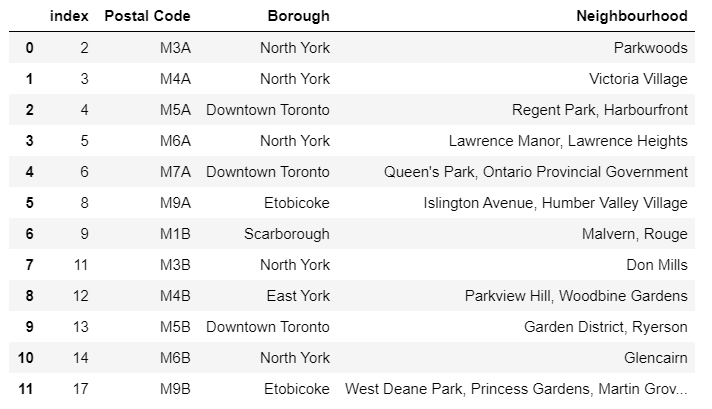 index Postal Code Borough Neighbourhood
0 2 M3A North York Parkwoods
1 3 M4A North York Victoria Village
2 4 M5A Downtown Toronto Regent Park, Harbourfront
3 5 M6A North York Lawrence Manor, Lawrence Heights
4 6 M7A Downtown Toronto Queen's Park, Ontario Provincial Government
5 8 M9A Etobicoke Islington Avenue, Humber Valley Village
6 9 M1B Scarborough Malvern, Rouge
7 11 M3B North York Don Mills
8 12 M4B East York Parkview Hill, Woodbine Gardens
9 13 M5B Downtown Toronto Garden District, Ryerson
10 14 M6B North York Glencairn
11 17 M9B Etobicoke West Deane Park, Princess Gardens, Martin Grov...